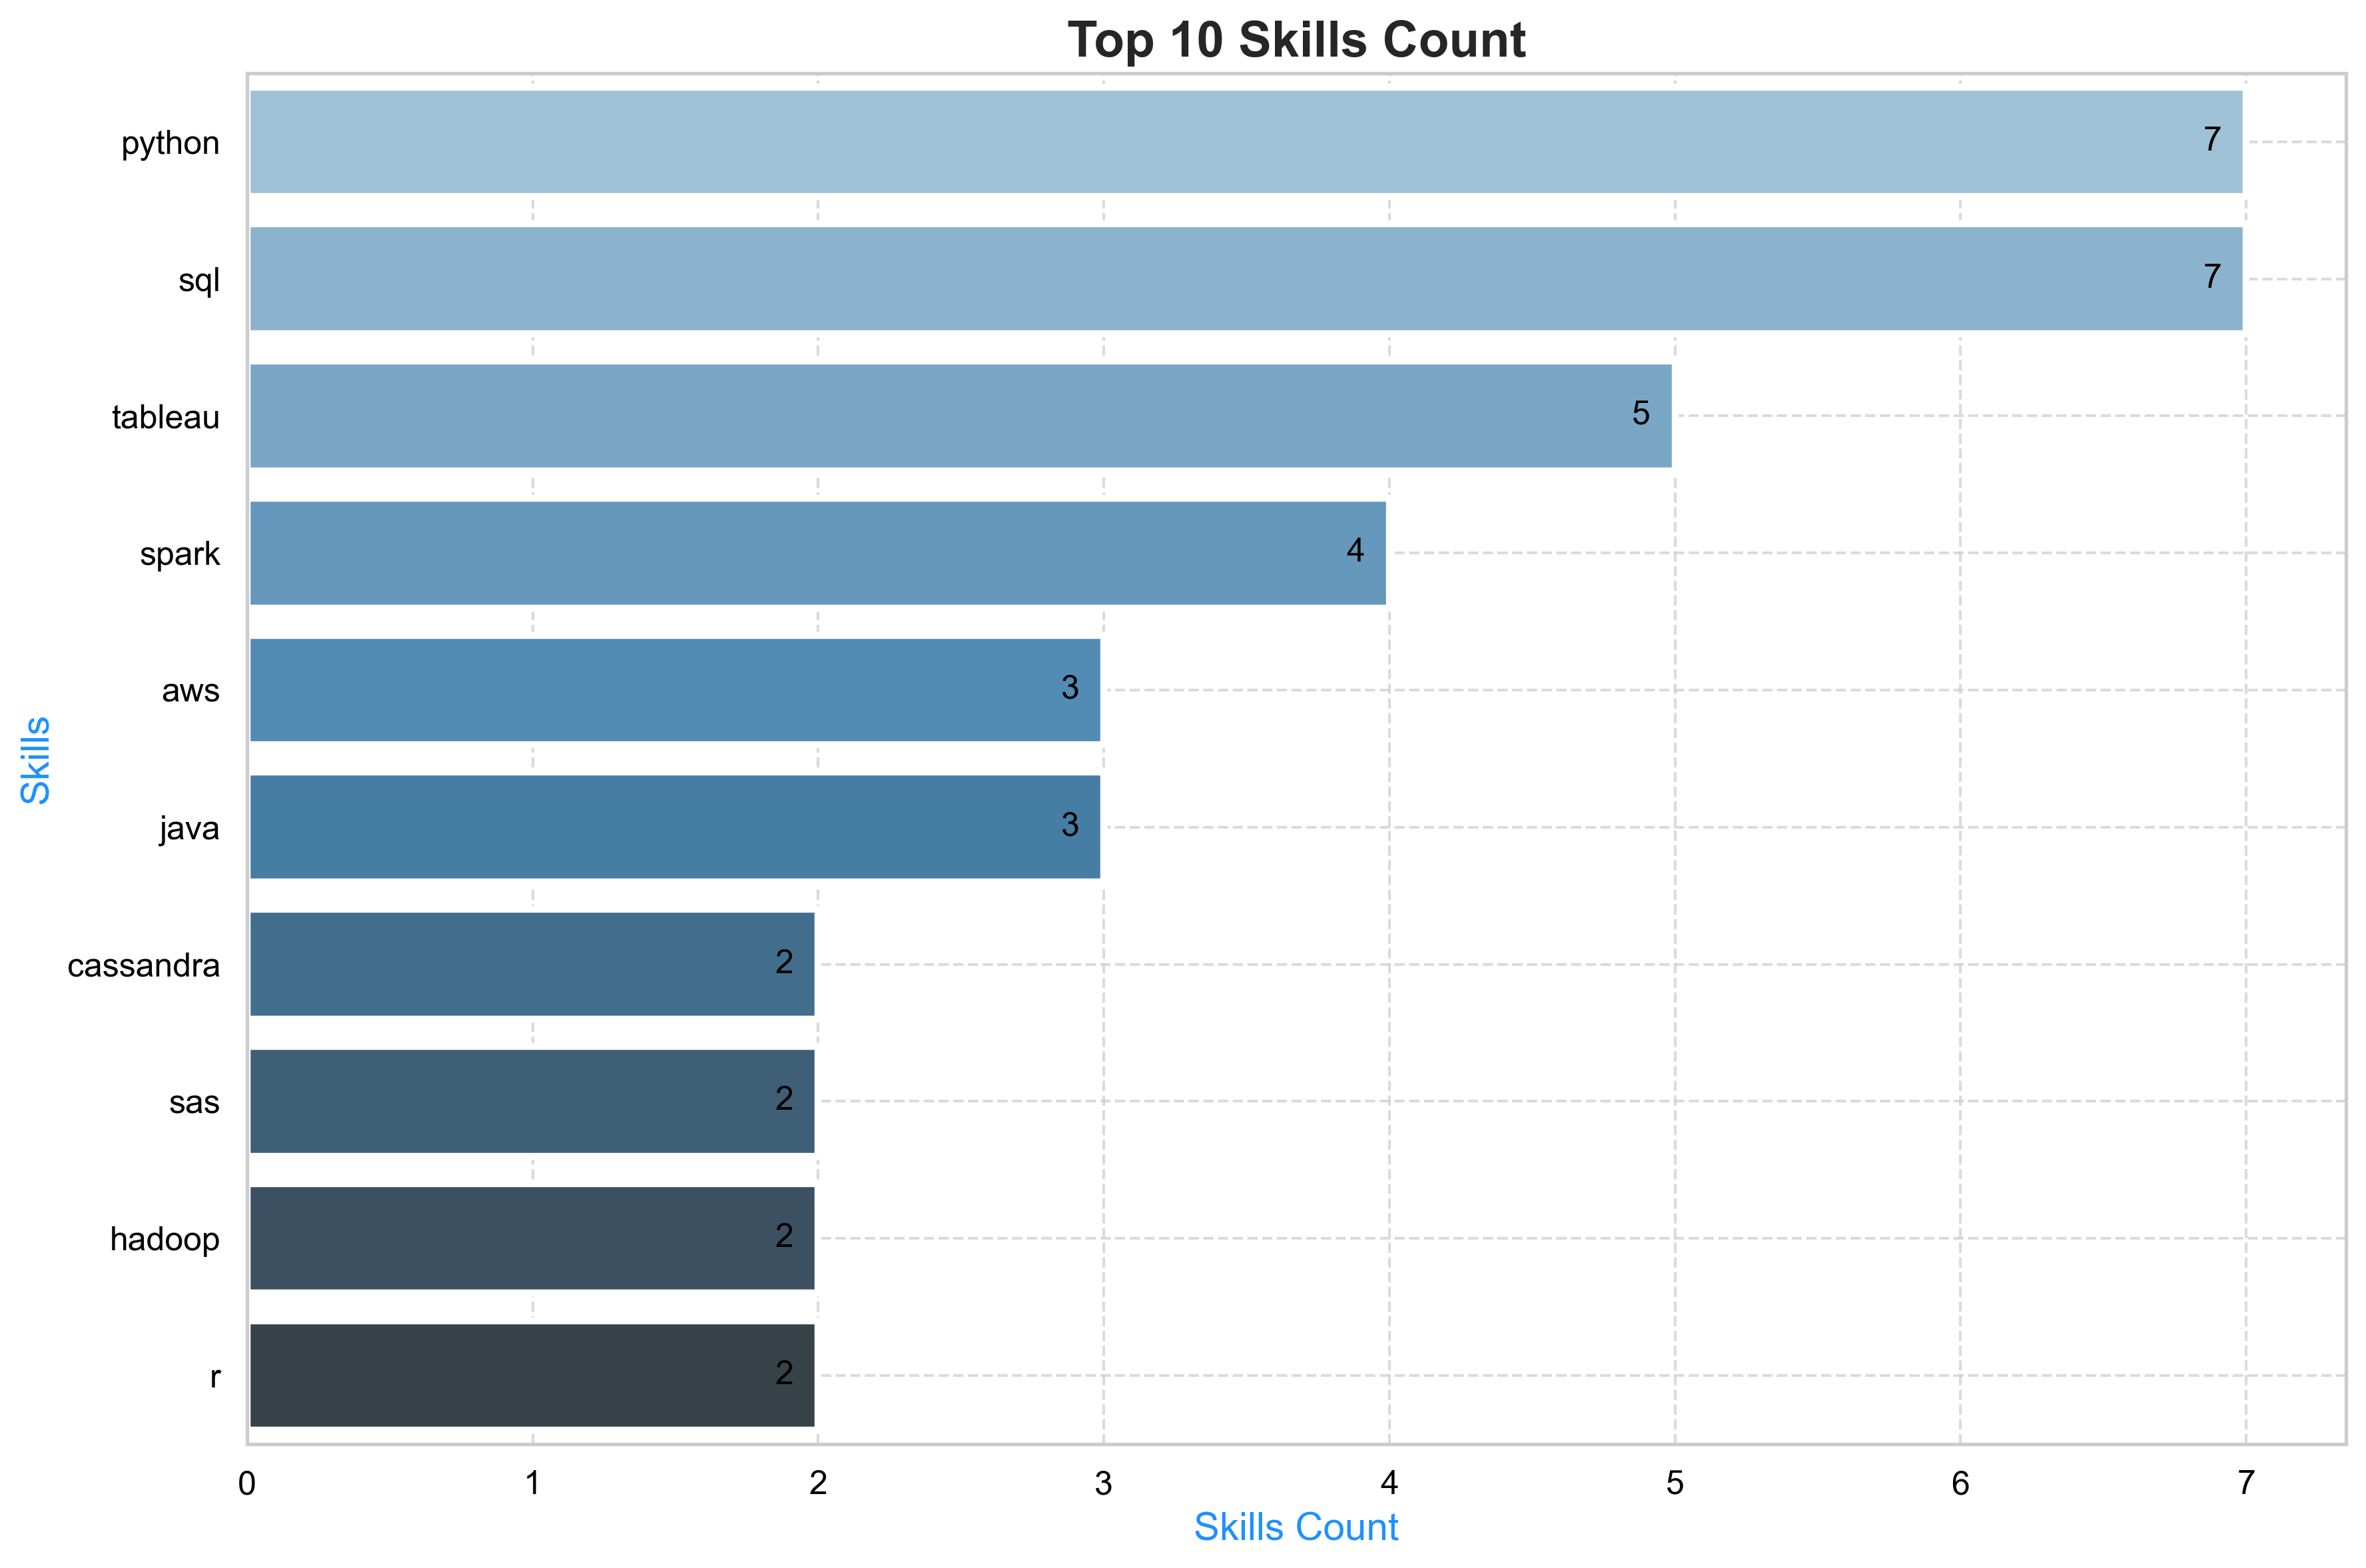 Top 10 Skills Count
python 7
sql 7
tableau 5
spark 4
aws 3
java 3
cassandra 2
sas 2
hadoop 2
r 2
Skills
0 1 2 3 4 5 6 7
Skills Count